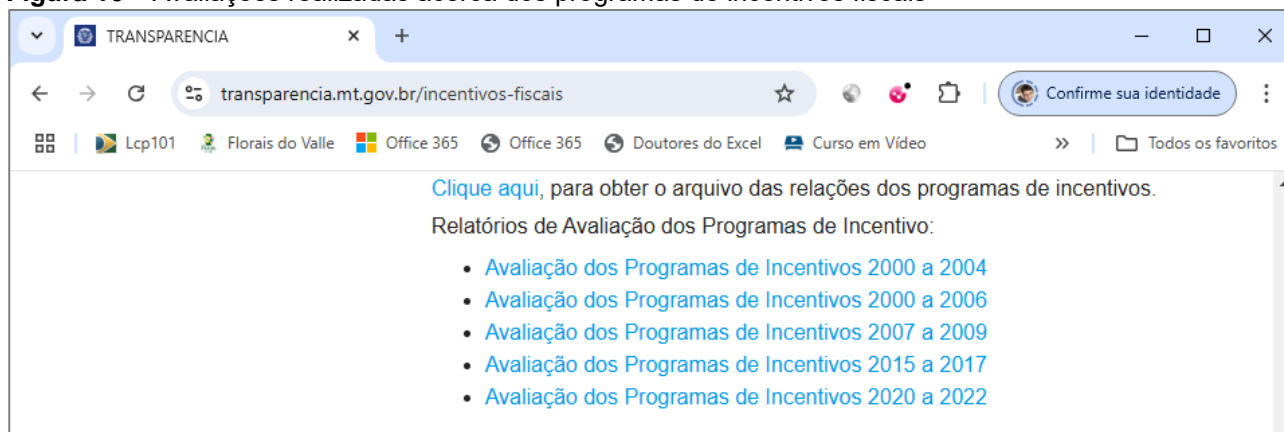 TRANSPARENCIA
transparencia.mt.gov.br/incentivos-fiscais
Confirme sua identidade
Lcp101
Florais do Valle
Office 365
Office 365
Doutores do Excel
Curso em Vídeo
Todos os favoritos
Clique aqui, para obter o arquivo das relações dos programas de incentivos.
Relatórios de Avaliação dos Programas de Incentivo:
• Avaliação dos Programas de Incentivos 2000 a 2004
• Avaliação dos Programas de Incentivos 2000 a 2006
• Avaliação dos Programas de Incentivos 2007 a 2009
• Avaliação dos Programas de Incentivos 2015 a 2017
• Avaliação dos Programas de Incentivos 2020 a 2022